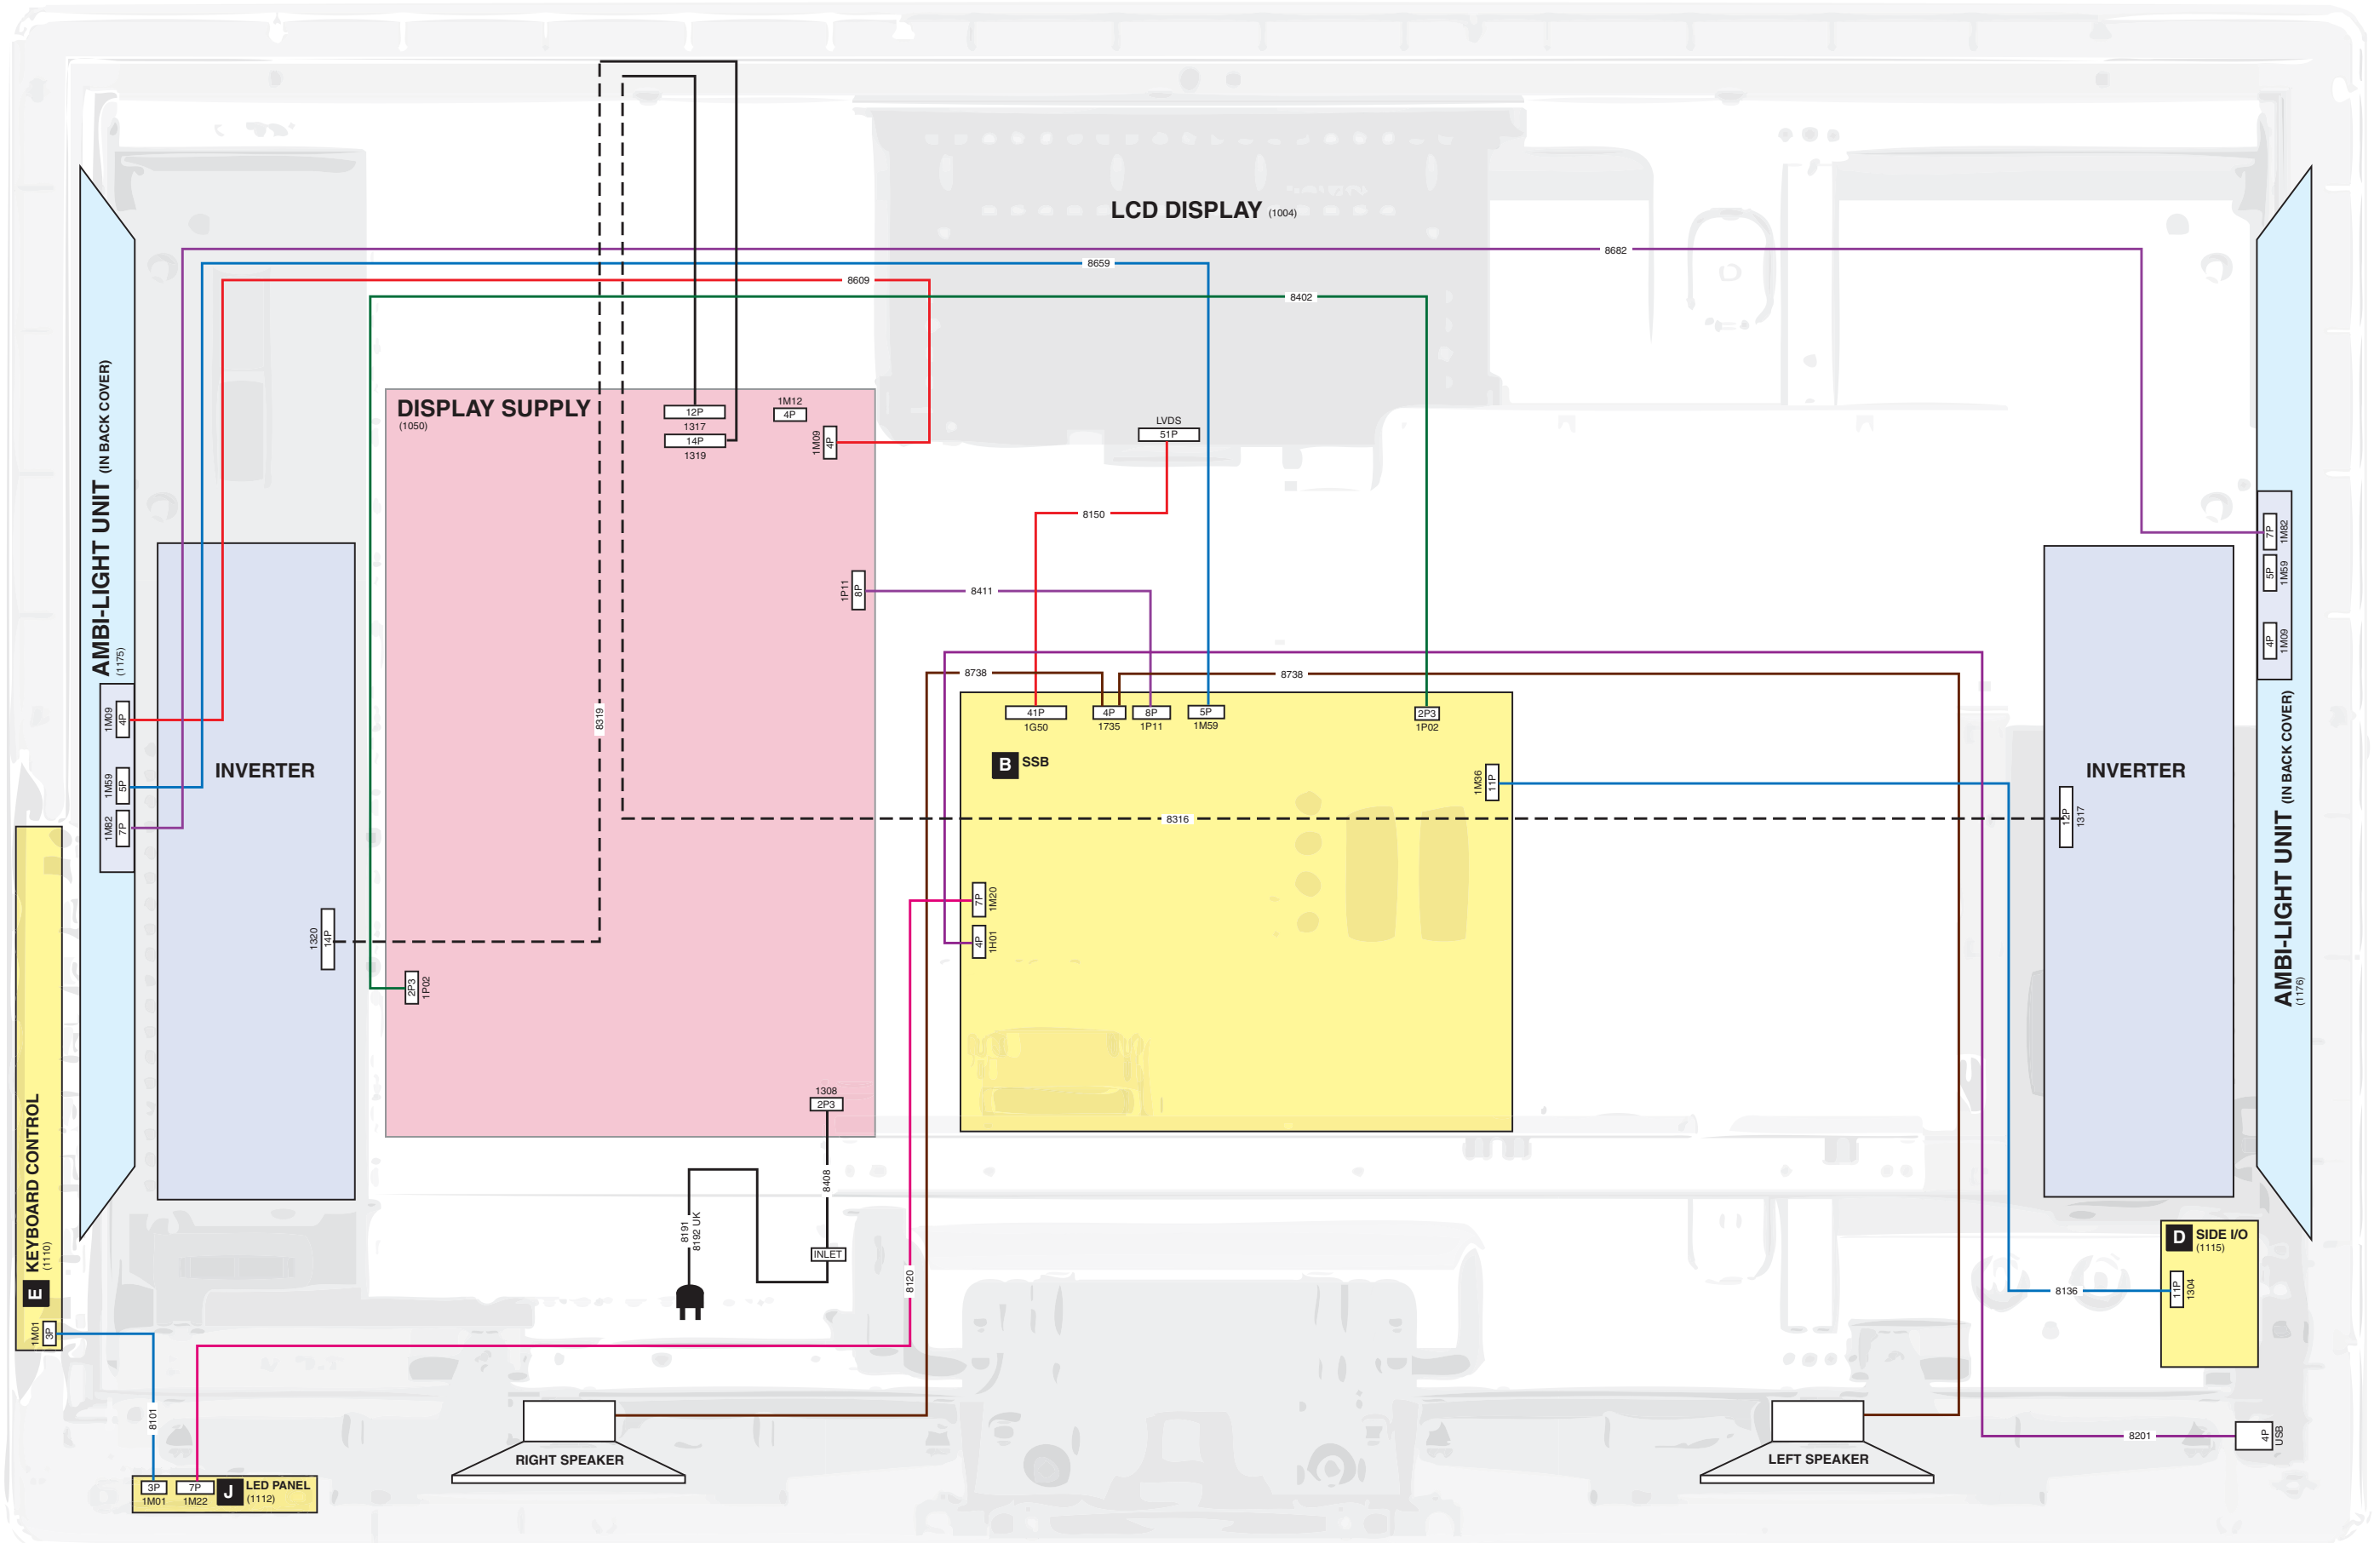 LCD DISPLAY (1004)
8682
8659
8609
8402
DISPLAY SUPPLY
(1050)
12P
1317
14P
1319
1M12
4P
1M09
4P
LVDS
51P
8150
1P11
8P
8411
8738
8738
8319
AMBI-LIGHT UNIT (IN BACK COVER)
(1175)
1M09
4P
1M59
5P
1M82
7P
INVERTER
1320
14P
2P3
1P02
1308
2P3
8408
INLET
8191
8192 UK
41P
1G50
4P
1735
8P
1P11
5P
1M59
2P3
1P02
B SSB
1M36
11P
8316
7P
1M20
4P
1H01
INVERTER
12P
1317
7P
1M82
5P
1M59
4P
1M09
AMBI-LIGHT UNIT (IN BACK COVER)
(1176)
E KEYBOARD CONTROL
(1110)
1M01
3P
8101
8120
3P
1M01
7P
1M22
J LED PANEL
(1112)
RIGHT SPEAKER
LEFT SPEAKER
D SIDE I/O
(1115)
11P
1304
8136
8201
4P
USB